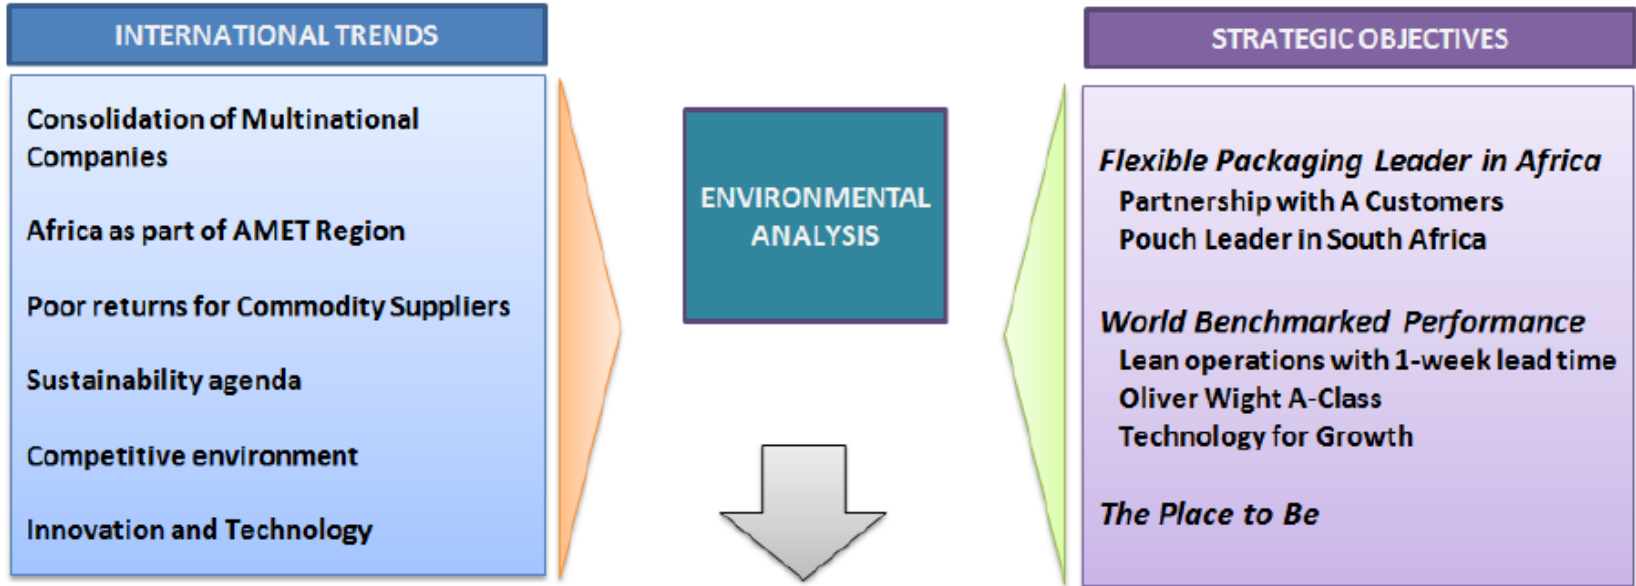 INTERNATIONAL TRENDS
Consolidation of Multinational
Companies
Africa as part of AMET Region
Poor returns for Commodity Suppliers
Sustainability agenda
Competitive environment
Innovation and Technology
ENVIRONMENTAL
ANALYSIS
STRATEGIC OBJECTIVES
Flexible Packaging Leader in Africa
Partnership with A Customers
Pouch Leader in South Africa
World Benchmarked Performance
Lean operations with 1-week lead time
Oliver Wight A-Class
Technology for Growth
The Place to Be